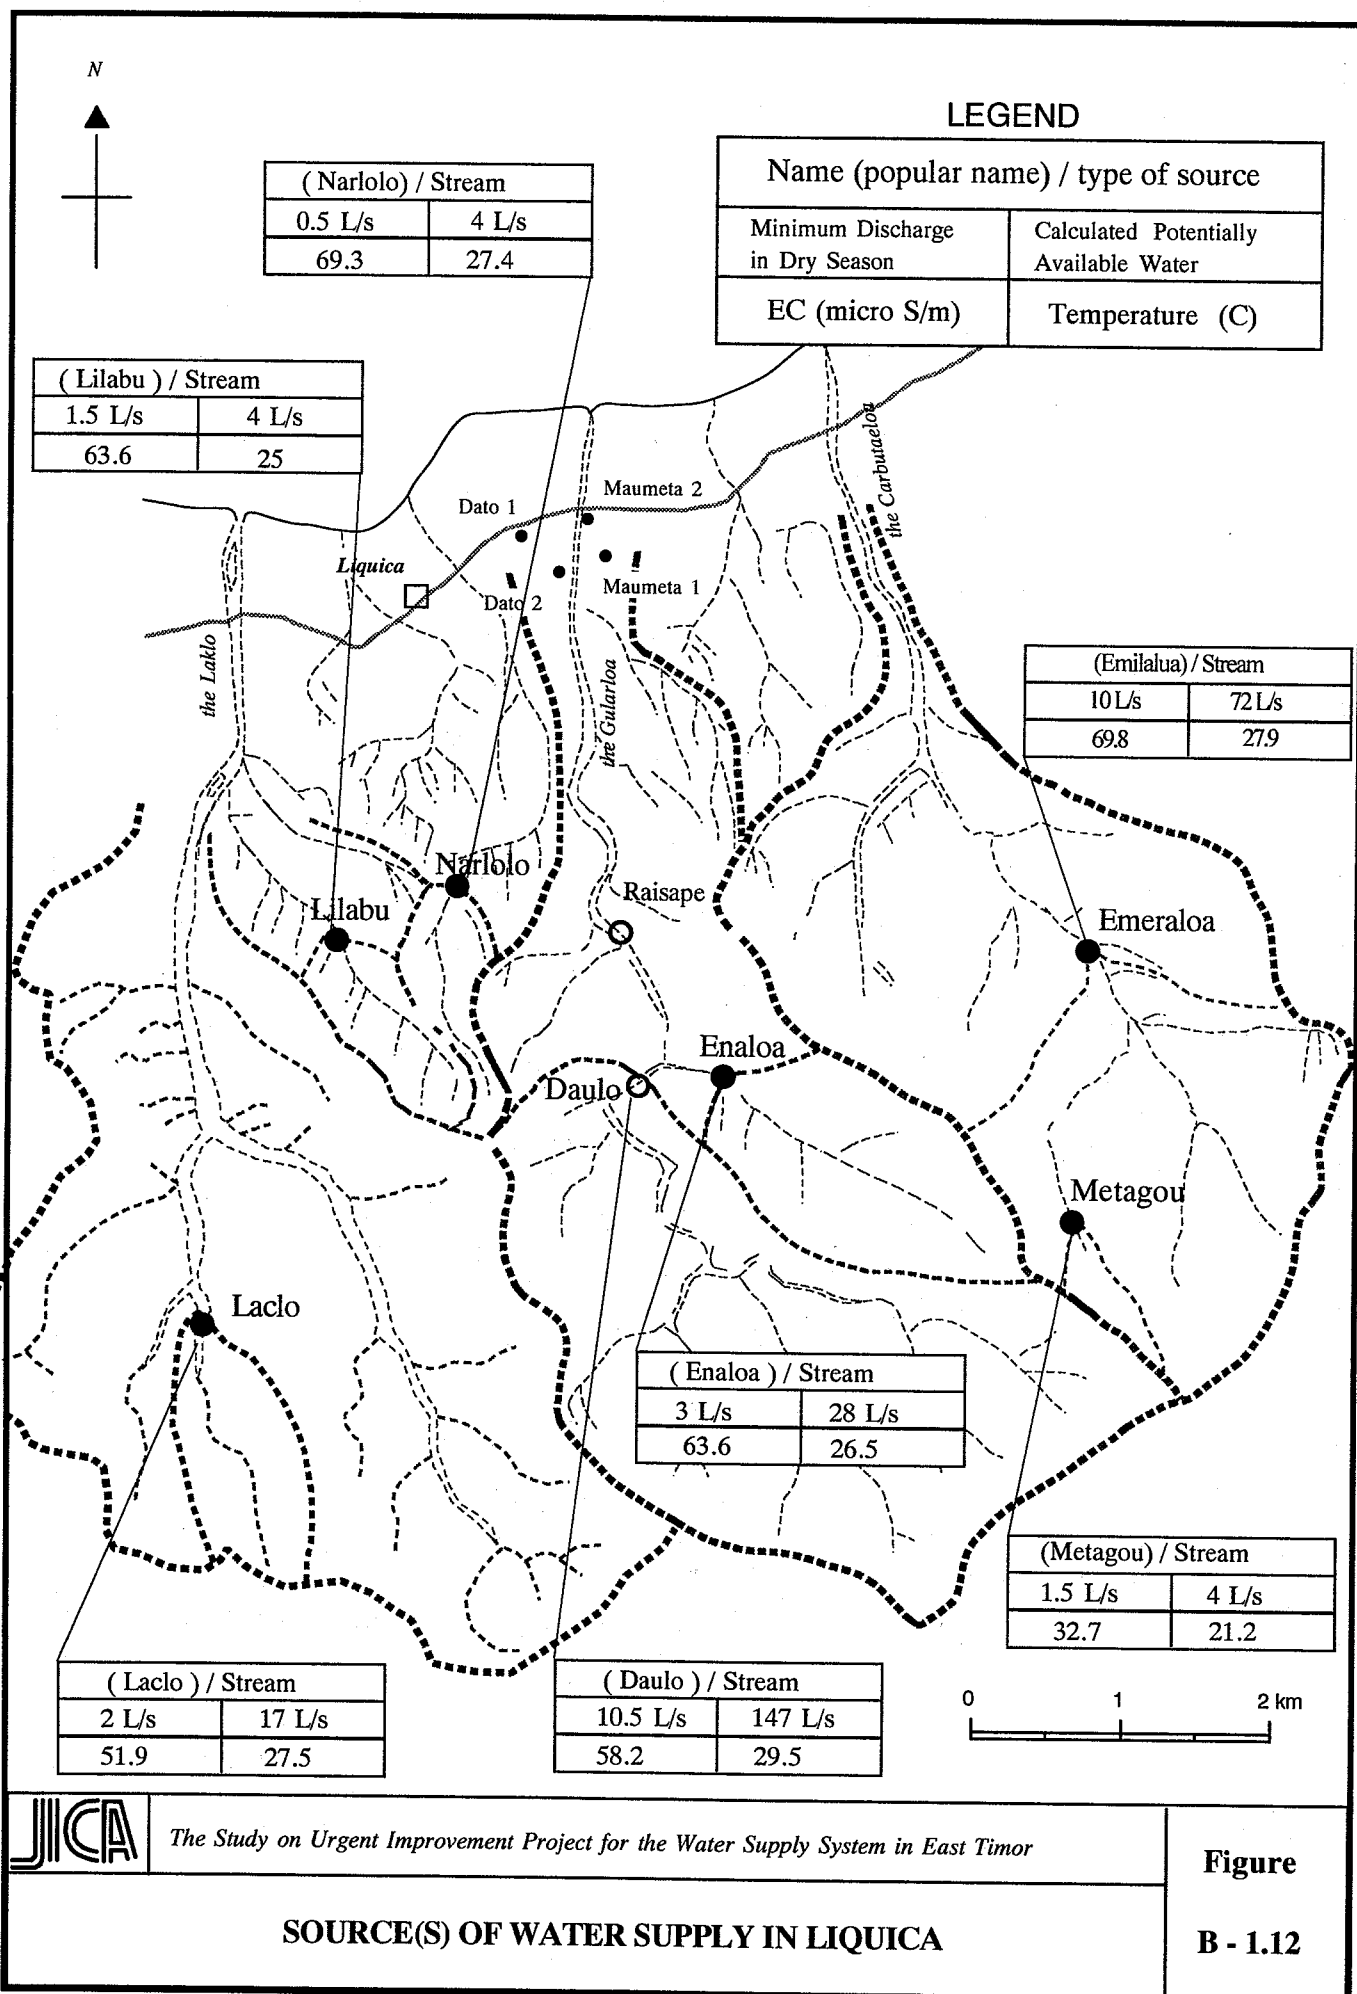 N
LEGEND
Name (popular name) / type of source
Minimum Discharge in Dry Season
Calculated Potentially Available Water
EC (micro S/m)
Temperature (C)
( Narlolo) / Stream
0.5 L/s 4 L/s
69.3 27.4
( Lilabu ) / Stream
1.5 L/s 4 L/s
63.6 25
the Carbutaelou
Dato 1
Maumeta 2
Liquica
Dato 2
Maumeta 1
the Laklo
the Gularloa
(Emilalua) / Stream
10 L/s 72 L/s
69.8 27.9
Narlolo
Raisape
Lilabu
Emeraloa
Enaloa
Daulo
Metagou
Laclo
( Enaloa ) / Stream
3 L/s 28 L/s
63.6 26.5
(Metagou) / Stream
1.5 L/s 4 L/s
32.7 21.2
( Laclo ) / Stream
2 L/s 17 L/s
51.9 27.5
( Daulo ) / Stream
10.5 L/s 147 L/s
58.2 29.5
0 1 2 km
JICA
The Study on Urgent Improvement Project for the Water Supply System in East Timor
Figure
SOURCE(S) OF WATER SUPPLY IN LIQUICA
B - 1.12